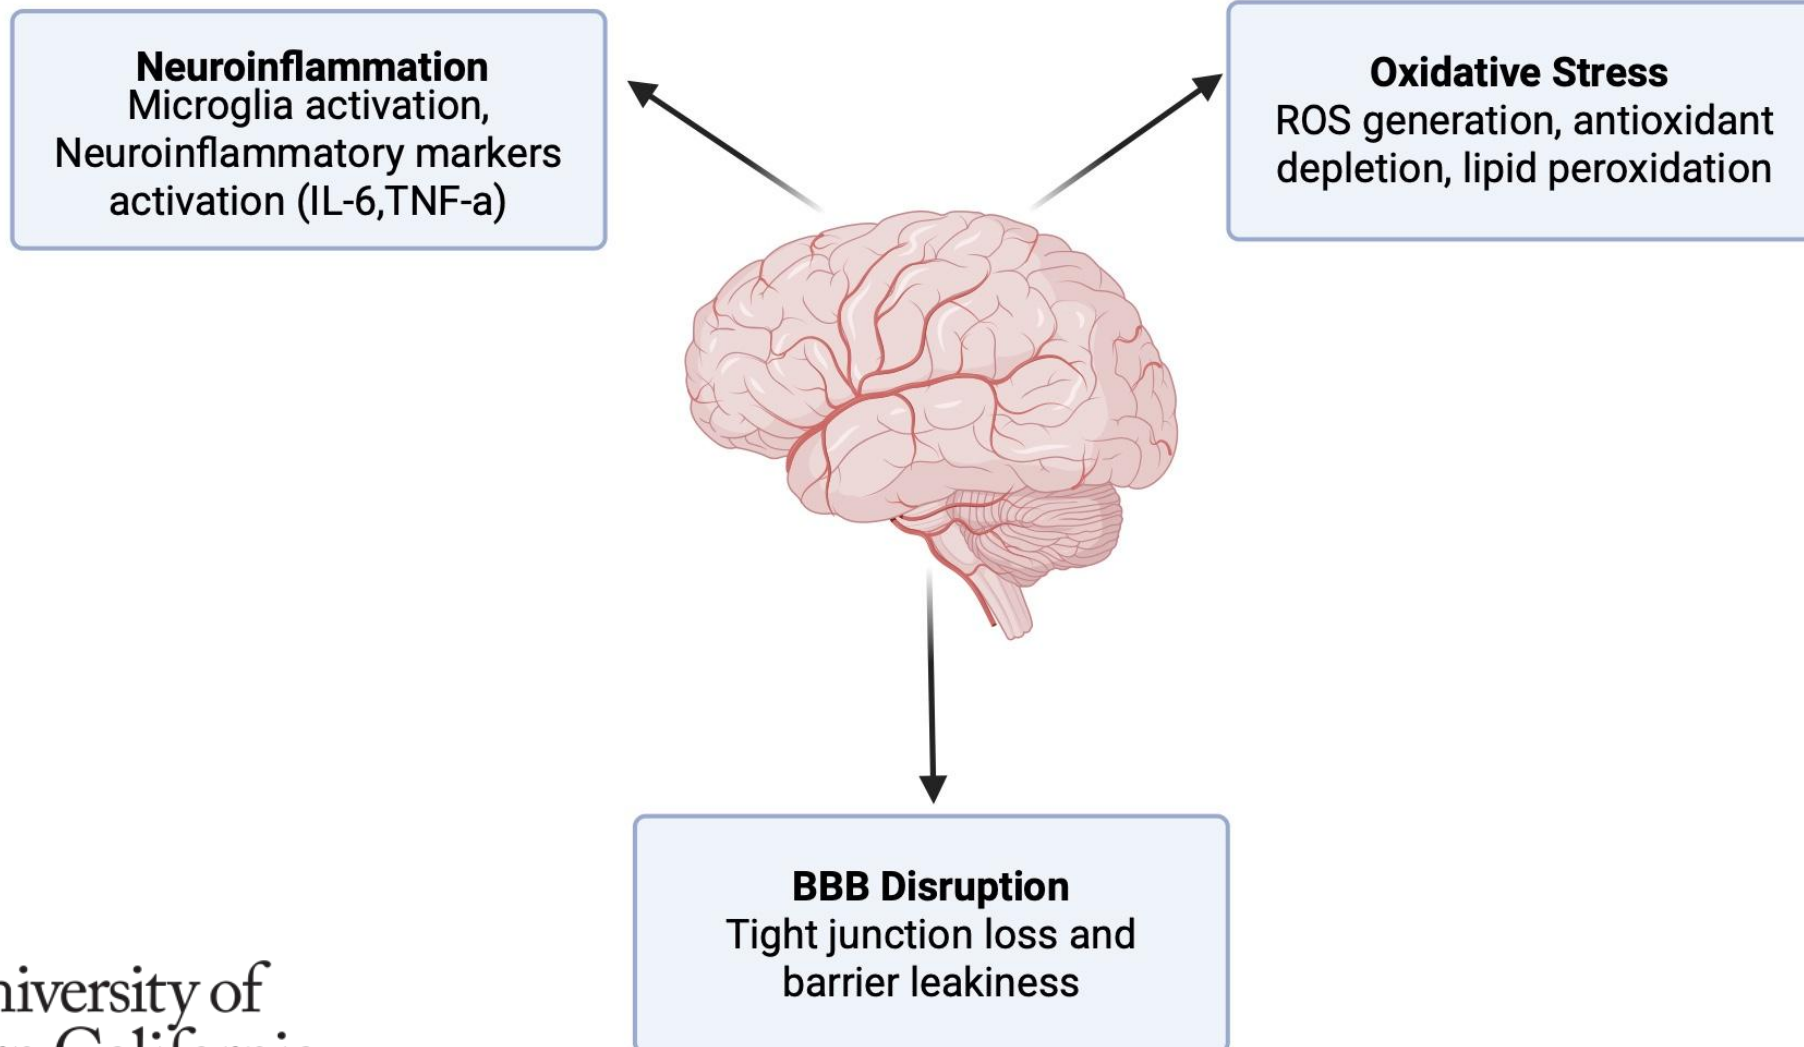 Neuroinflammation
Microglia activation,
Neuroinflammatory markers
activation (IL-6,TNF-a)
Oxidative Stress
ROS generation, antioxidant
depletion, lipid peroxidation
BBB Disruption
Tight junction loss and
barrier leakiness
of